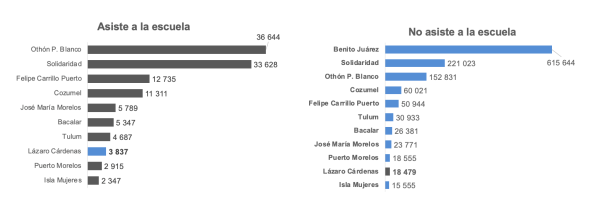 Asiste a la escuela
Othón P. Blanco 36 644
Solidaridad 33 628
Felipe Carrillo Puerto 12 735
Cozumel 11 311
José María Morelos 5 789
Bacalar 5 347
Tulum 4 687
Lázaro Cárdenas 3 837
Puerto Morelos 2 915
Isla Mujeres 2 347
No asiste a la escuela
Benito Juárez 615 644
Solidaridad 221 023
Othón P. Blanco 152 831
Cozumel 60 021
Felipe Carrillo Puerto 50 944
Tulum 30 933
Bacalar 26 381
José María Morelos 23 771
Puerto Morelos 18 555
Lázaro Cárdenas 18 479
Isla Mujeres 15 555